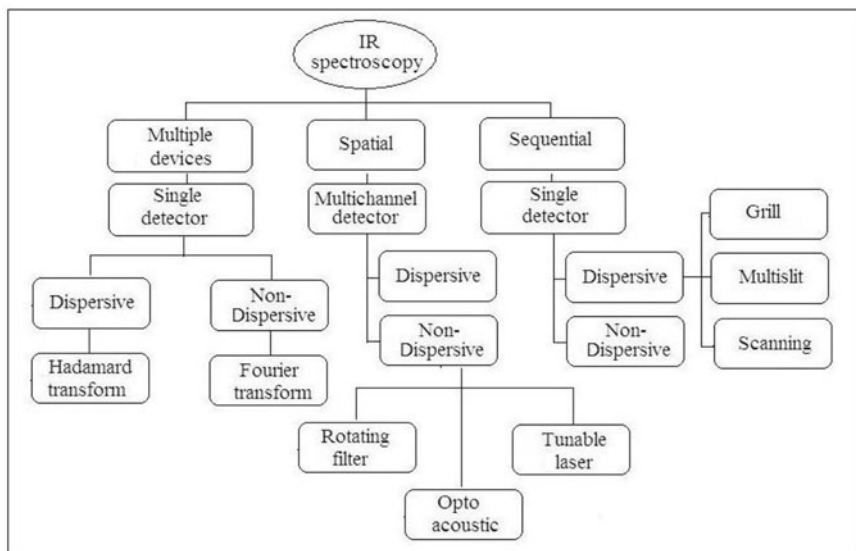 IR
spectroscopy
Multiple
devices
Spatial
Sequential
Single
detector
Multichannel
detector
Single
detector
Grill
Dispersive
Non-
Dispersive
Dispersive
Dispersive
Multislit
Non-
Dispersive
Non-
Dispersive
Scanning
Hadamard
transform
Fourier
transform
Rotating
filter
Tunable
laser
Opto
acoustic